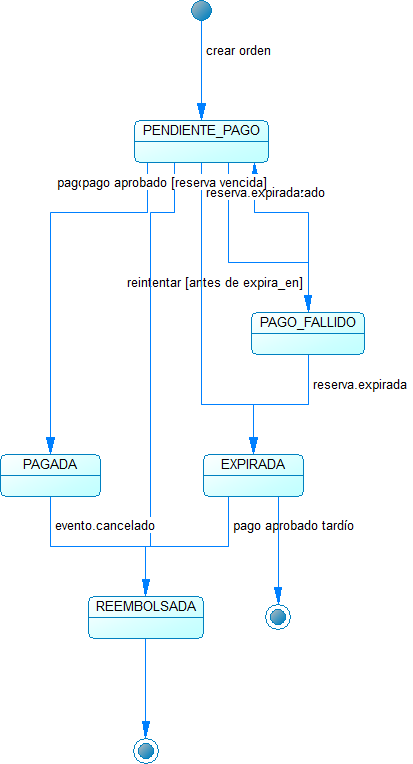 crear orden
PENDIENTE_PAGO
pago aprobado [reserva vencida]
reserva.expirada
reintentar [antes de expira_en]
PAGO_FALLIDO
reserva.expirada
PAGADA
EXPIRADA
evento.cancelado
pago aprobado tardío
REEMBOLSADA